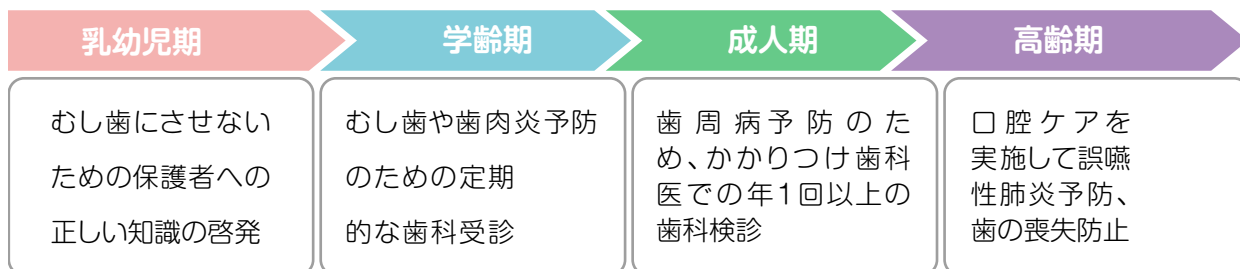 乳幼児期
学齢期
成人期
高齢期
むし歯にさせない
ための保護者への
正しい知識の啓発
むし歯や歯肉炎予防
のための定期
的な歯科受診
歯周病予防のた
め、かかりつけ歯科
医での年1回以上の
歯科検診
口腔ケアを
実施して誤嚥
性肺炎予防、
歯の喪失防止